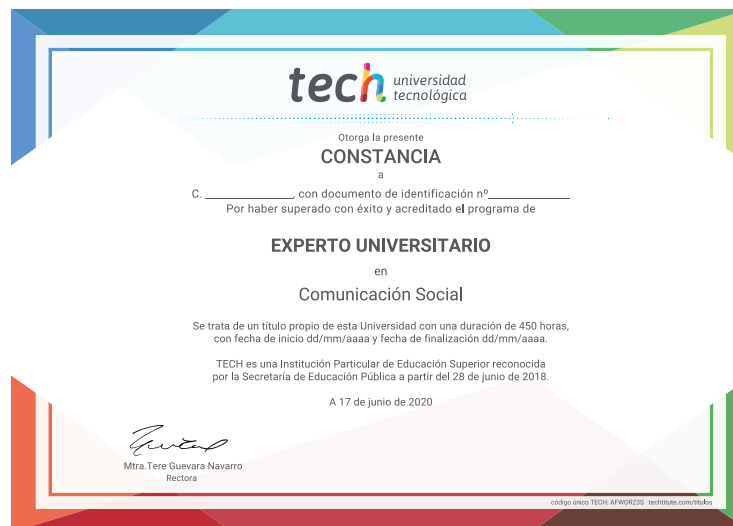 tech universidad
tecnológica
Otorga la presente
CONSTANCIA
a
C. ______________, con documento de identificación nº_____________
Por haber superado con éxito y acreditado el programa de
EXPERTO UNIVERSITARIO
en
Comunicación Social
Se trata de un título propio de esta Universidad con una duración de 450 horas,
con fecha de inicio dd/mm/aaaa y fecha de finalización dd/mm/aaaa.
TECH es una Institución Particular de Educación Superior reconocida
por la Secretaría de Educación Pública a partir del 28 de junio de 2018.
A 17 de junio de 2020
Mtra.Tere Guevara Navarro
Rectora
código único TECH: AFWOR23S techtitute.com/titulos